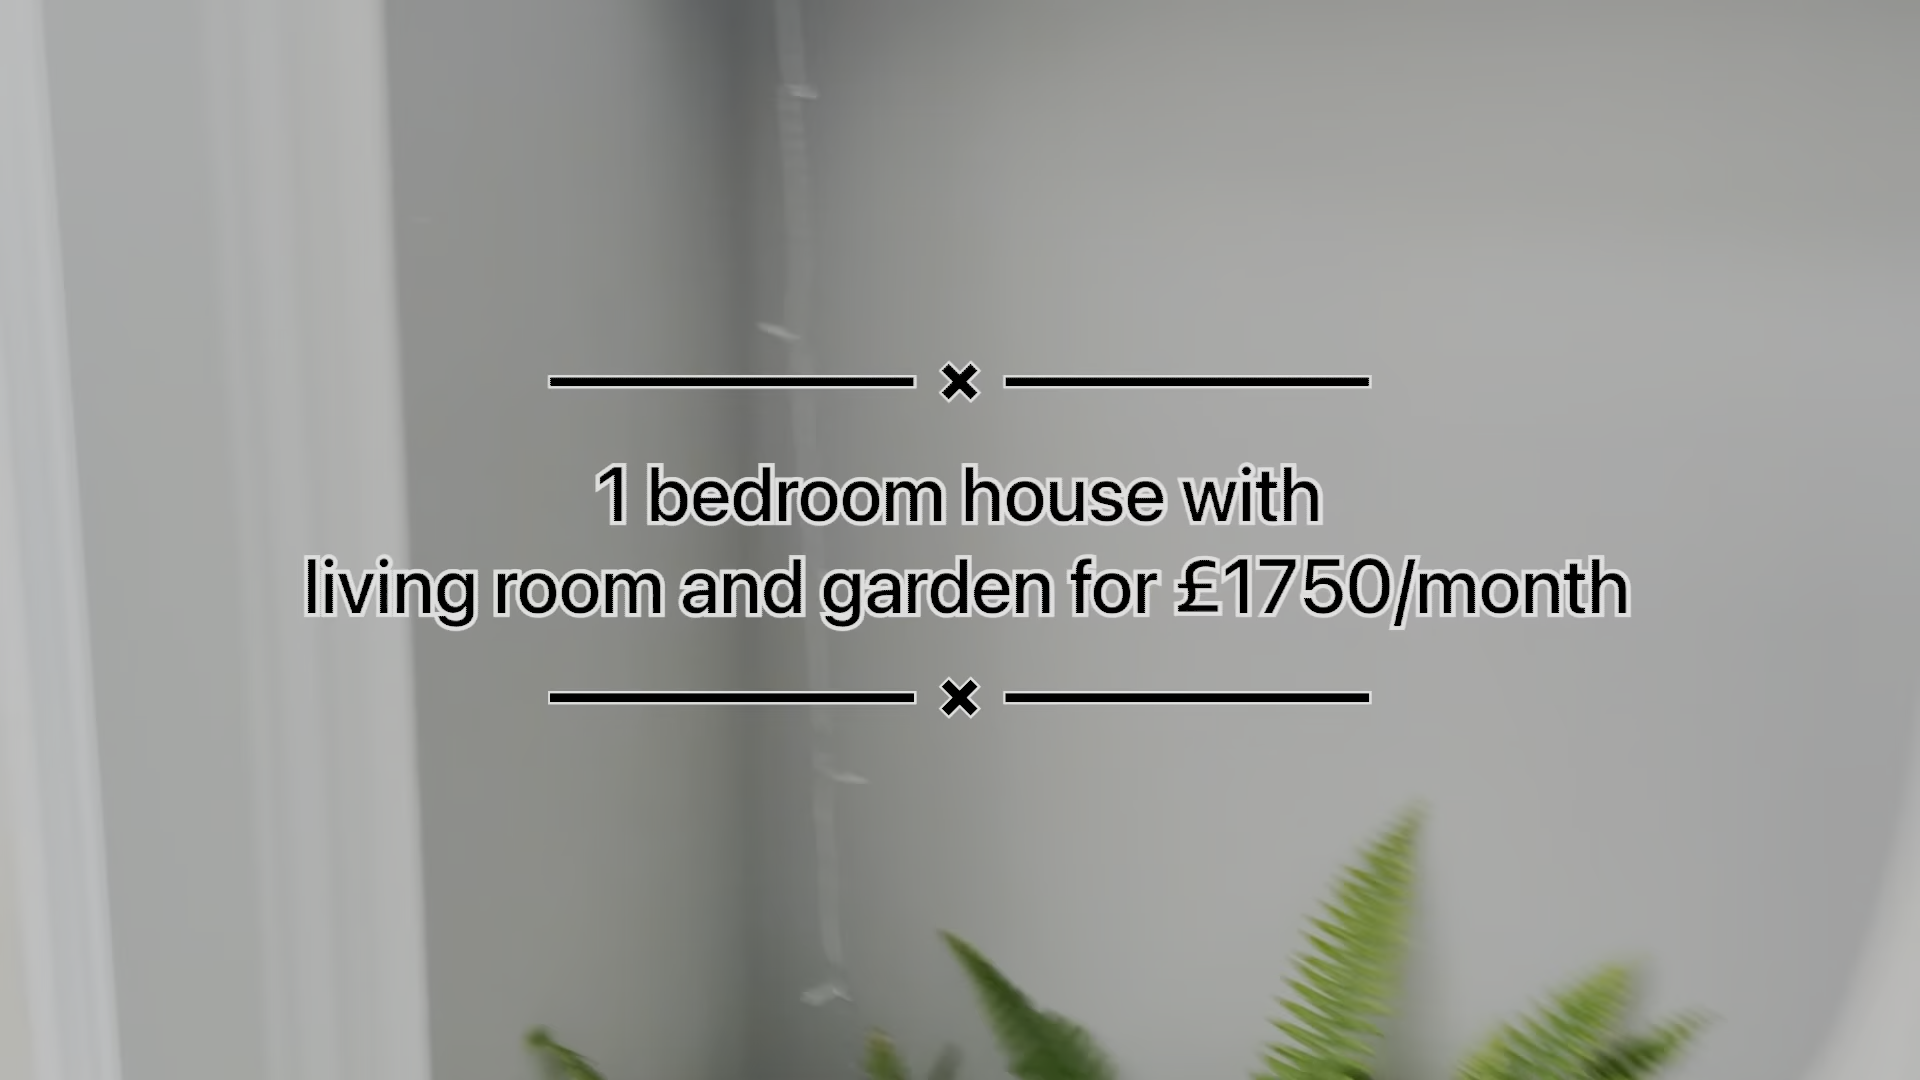 1 bedroom house with
living room and garden for £1750/month